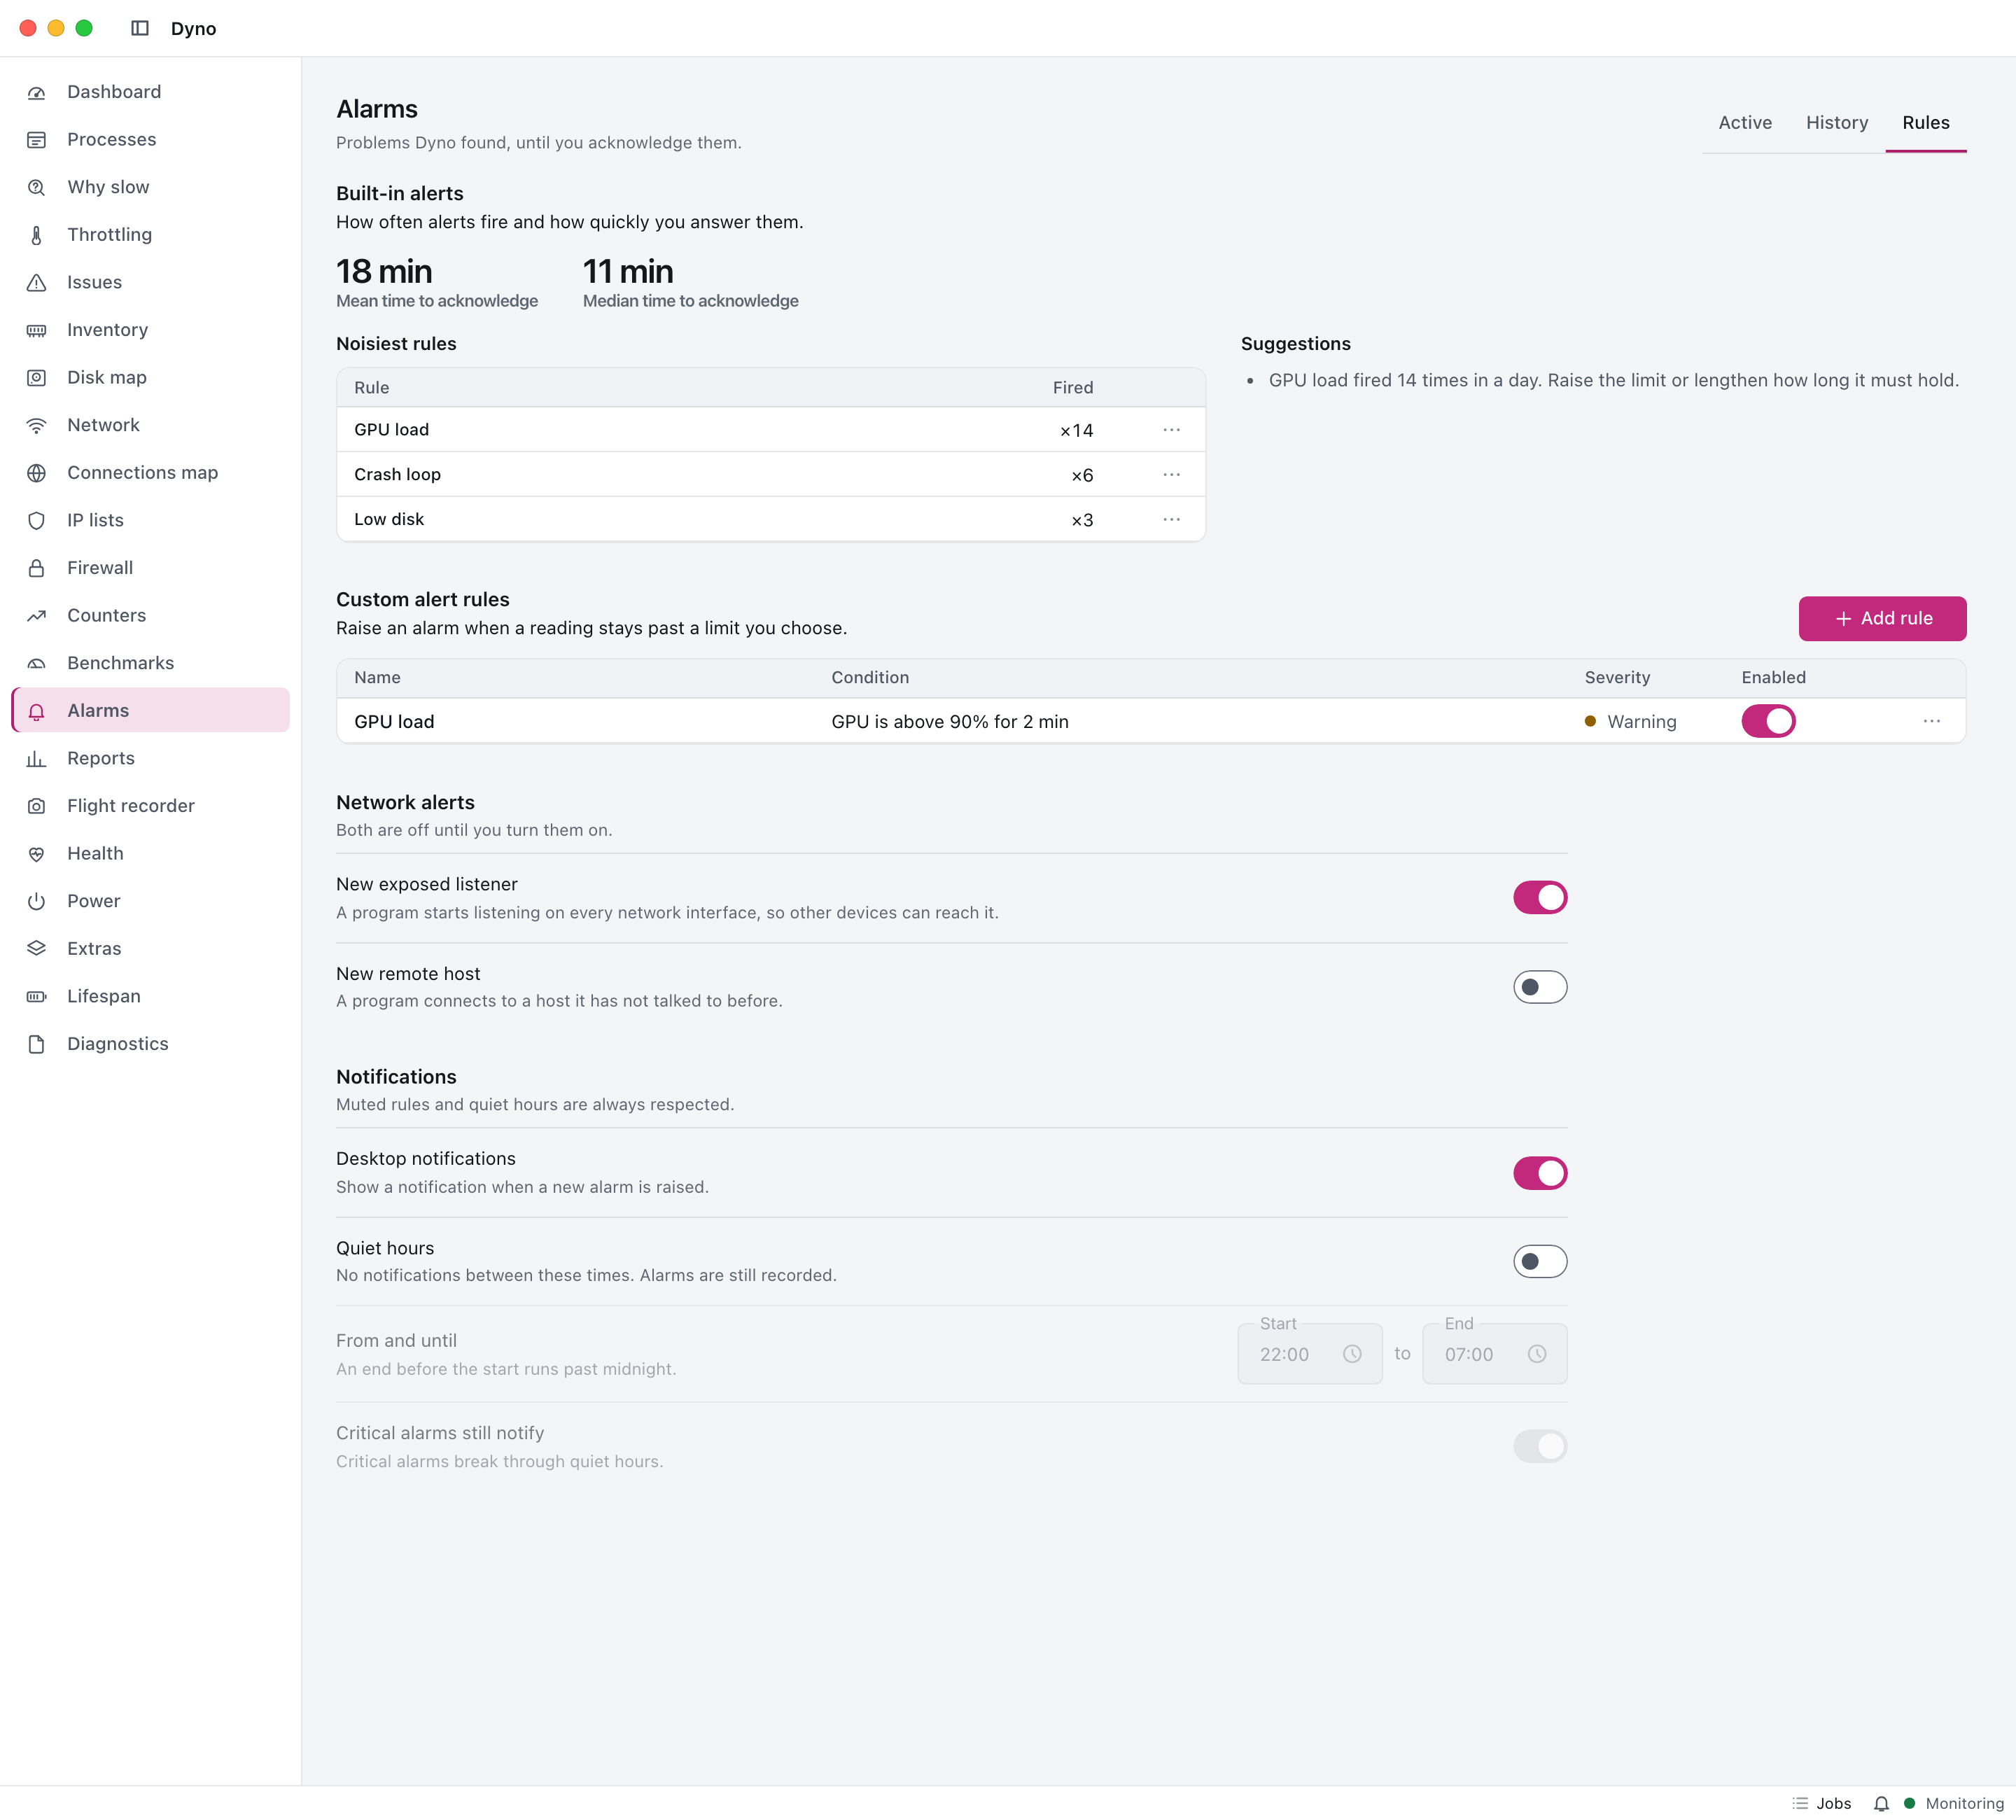 Dyno
Dashboard
Processes
Why slow
Throttling
Issues
Inventory
Disk map
Network
Connections map
IP lists
Firewall
Counters
Benchmarks
Alarms
Reports
Flight recorder
Health
Power
Extras
Lifespan
Diagnostics
Alarms
Problems Dyno found, until you acknowledge them.
Active History Rules
Built-in alerts
How often alerts fire and how quickly you answer them.
18 min 11 min
Mean time to acknowledge Median time to acknowledge
Noisiest rules
Rule Fired
GPU load ×14 ···
Crash loop ×6 ···
Low disk ×3 ···
Suggestions
• GPU load fired 14 times in a day. Raise the limit or lengthen how long it must hold.
Custom alert rules
Raise an alarm when a reading stays past a limit you choose.
+ Add rule
Name Condition Severity Enabled
GPU load GPU is above 90% for 2 min Warning ···
Network alerts
Both are off until you turn them on.
New exposed listener
A program starts listening on every network interface, so other devices can reach it.
New remote host
A program connects to a host it has not talked to before.
Notifications
Muted rules and quiet hours are always respected.
Desktop notifications
Show a notification when a new alarm is raised.
Quiet hours
No notifications between these times. Alarms are still recorded.
From and until
An end before the start runs past midnight.
Start End
22:00 to 07:00
Critical alarms still notify
Critical alarms break through quiet hours.
Jobs Monitoring